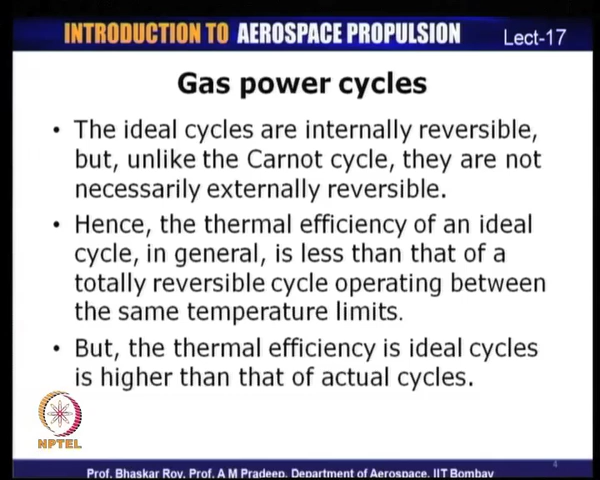 INTRODUCTION TO AEROSPACE PROPULSION Lect-17
Gas power cycles
• The ideal cycles are internally reversible,
but, unlike the Carnot cycle, they are not
necessarily externally reversible.
• Hence, the thermal efficiency of an ideal
cycle, in general, is less than that of a
totally reversible cycle operating between
the same temperature limits.
• But, the thermal efficiency is ideal cycles
is higher than that of actual cycles.
NPTEL
4
Prof. Bhaskar Roy, Prof. A M Pradeep, Department of Aerospace, IIT Bombay